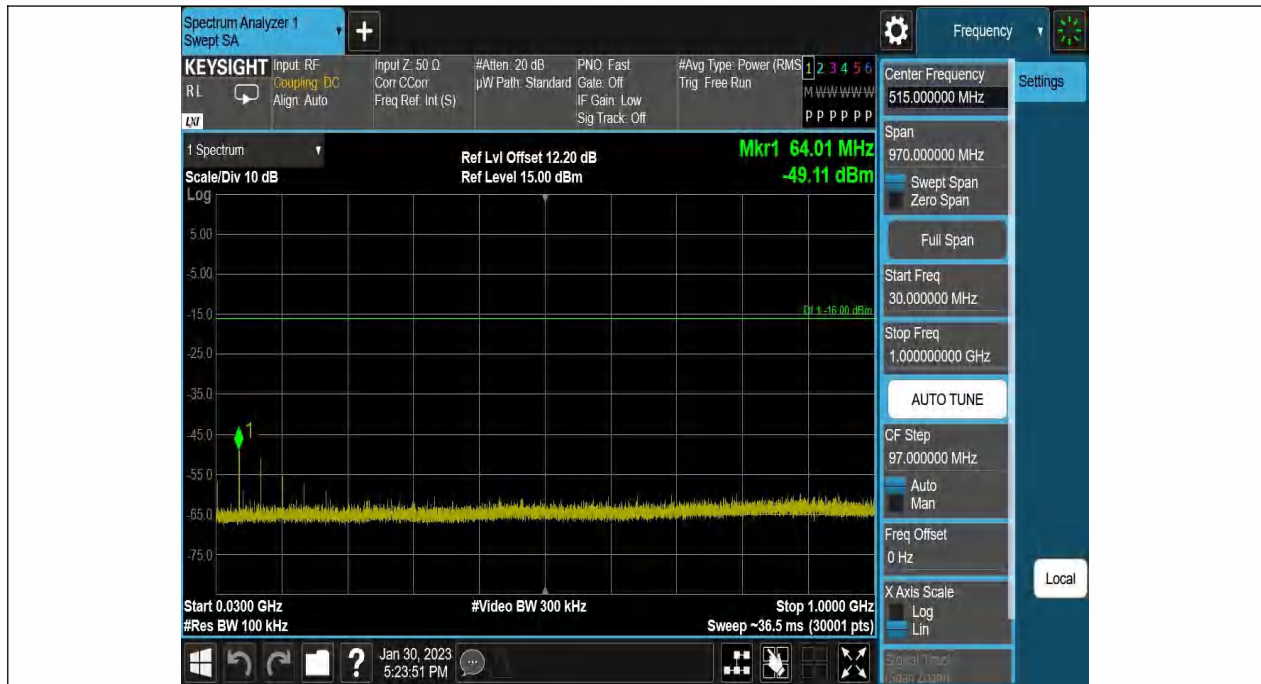 Spectrum Analyzer 1
Swept SA
+
Frequency
KEYSIGHT
RL
LXI
Input: RF
Coupling: DC
Align: Auto
Input Z: 50 Ω
Corr CCorr
Freq Ref: Int (S)
#Atten: 20 dB
µW Path: Standard
PNO: Fast
Gate: Off
IF Gain: Low
Sig Track: Off
#Avg Type: Power (RMS
Trig: Free Run
1 2 3 4 5 6
M W W W W W
P P P P P P
Center Frequency
515.000000 MHz
Settings
Span
970.000000 MHz
Swept Span
Zero Span
Full Span
Start Freq
30.000000 MHz
Stop Freq
1.000000000 GHz
AUTO TUNE
CF Step
97.000000 MHz
Auto
Man
Freq Offset
0 Hz
X Axis Scale
Log
Lin
Signal Track
(Span Zoom)
Local
1 Spectrum
Scale/Div 10 dB
Ref Lvl Offset 12.20 dB
Ref Level 15.00 dBm
Mkr1 64.01 MHz
-49.11 dBm
Log
5.00
-5.00
-15.0
DL1 -16.00 dBm
-25.0
-35.0
-45.0
1
-55.0
-65.0
-75.0
Start 0.0300 GHz
#Res BW 100 kHz
#Video BW 300 kHz
Stop 1.0000 GHz
Sweep ~36.5 ms (30001 pts)
?
Jan 30, 2023
5:23:51 PM